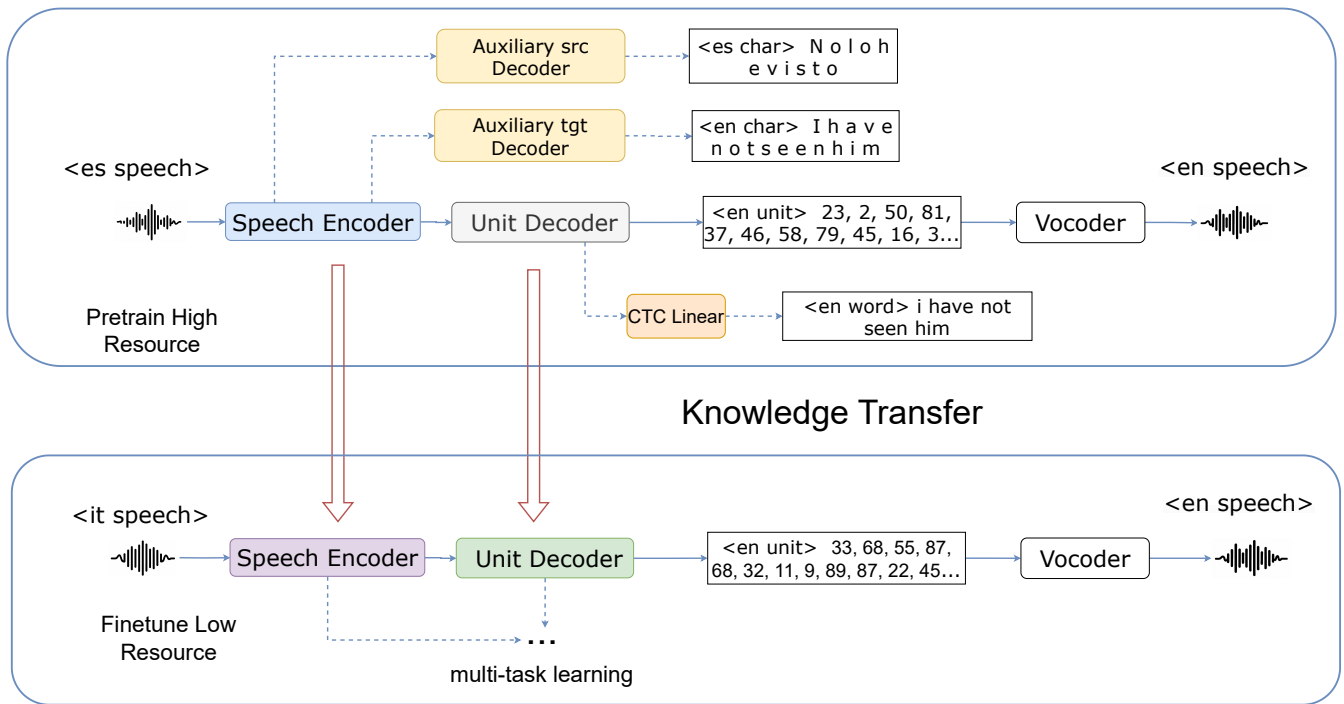 Auxiliary src
Decoder
<es char> N o l o h
e v i s t o
Auxiliary tgt
Decoder
<en char> I h a v e
n o t s e e n h i m
<es speech>
<en speech>
Speech Encoder
Unit Decoder
<en unit> 23, 2, 50, 81,
37, 46, 58, 79, 45, 16, 3...
Vocoder
CTC Linear
<en word> i have not
seen him
Pretrain High
Resource
Knowledge Transfer
<it speech>
<en speech>
Speech Encoder
Unit Decoder
<en unit> 33, 68, 55, 87,
68, 32, 11, 9, 89, 87, 22, 45...
Vocoder
Finetune Low
Resource
...
multi-task learning